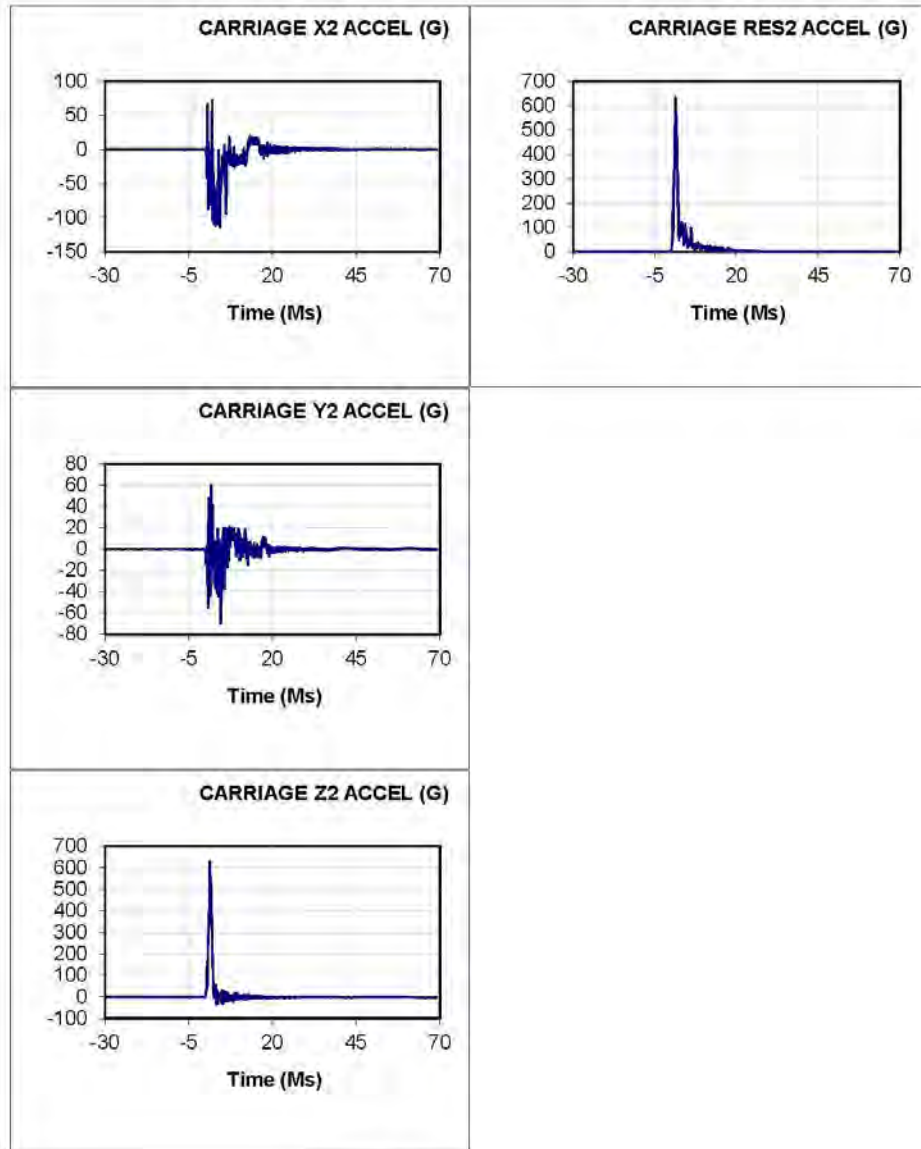 CARRIAGE X2 ACCEL (G)
100
50
0
-50
-100
-150
-30 -5 20 45 70
Time (Ms)
CARRIAGE RES2 ACCEL (G)
700
600
500
400
300
200
100
0
-30 -5 20 45 70
Time (Ms)
CARRIAGE Y2 ACCEL (G)
80
60
40
20
0
-20
-40
-60
-80
-30 -5 20 45 70
Time (Ms)
CARRIAGE Z2 ACCEL (G)
700
600
500
400
300
200
100
0
-100
-30 -5 20 45 70
Time (Ms)